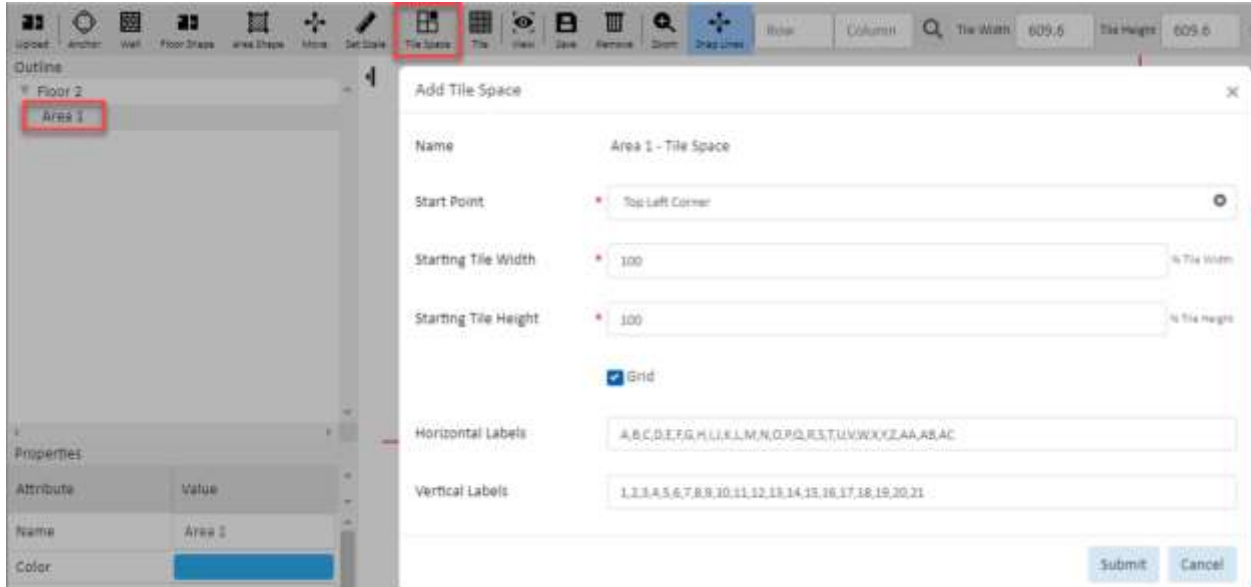 Upload Anchor Wall Floor Shape Area Shape Move Set Scale Tile Space Tile View Save Remove Zoom Drag Lines Row Column Tile Width 609.6 Tile Height 609.6
Outline
Floor 2
Area 1
Add Tile Space
Name Area 1 - Tile Space
Start Point * Top Left Corner
Starting Tile Width * 100 % Tile Width
Starting Tile Height * 100 % Tile Height
Grid
Horizontal Labels A,B,C,D,E,F,G,H,I,J,K,L,M,N,O,P,Q,R,S,T,U,V,W,X,Y,Z,AA,AB,AC
Vertical Labels 1,2,3,4,5,6,7,8,9,10,11,12,13,14,15,16,17,18,19,20,21
Submit Cancel
Properties
Attribute Value
Name Area 1
Color